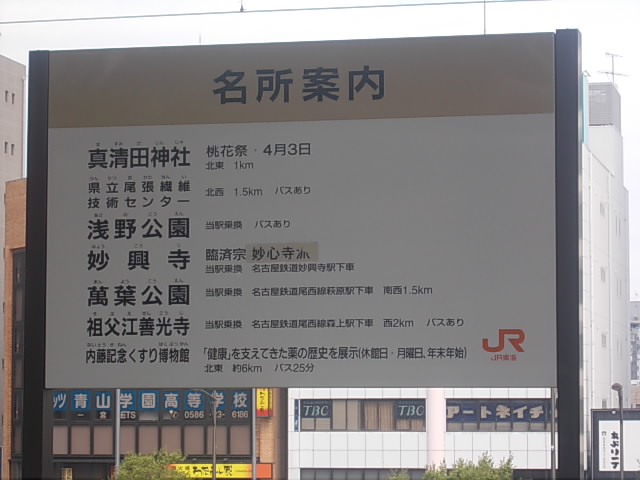 名所案内
真清田神社 桃花祭・4月3日
北東 1km
県立尾張繊維
技術センター 北西 1.5km バスあり
浅野公園 当駅乗換 バスあり
妙興寺 臨済宗 妙心寺派
当駅乗換 名古屋鉄道妙興寺駅下車
萬葉公園 当駅乗換 名古屋鉄道尾西線萩原駅下車 南西1.5km
祖父江善光寺 当駅乗換 名古屋鉄道尾西線森上駅下車 西2km バスあり
内藤記念くすり博物館 「健康」を支えてきた薬の歴史を展示(休館日・月曜日、年末年始)
北東 約6km バス25分
JR
JR東海
ッツ青山学園高等学校
一宮 0586 6186
TBC
TBC
アートネイチ